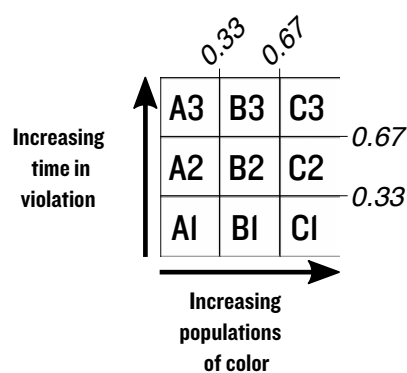 0.33 0.67
A3 B3 C3
0.67
Increasing
time in
violation
A2 B2 C2
0.33
A1 B1 C1
Increasing
populations
of color